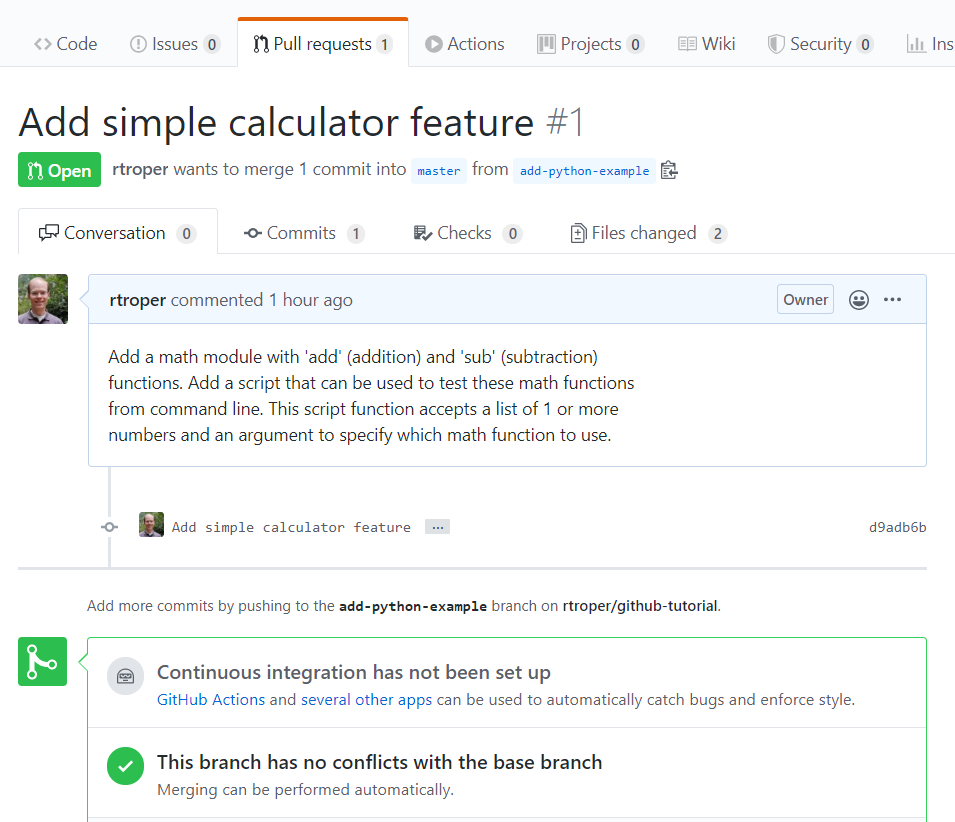 Code Issues 0 Pull requests 1 Actions Projects 0 Wiki Security 0 Ins
Add simple calculator feature #1
Open rtroper wants to merge 1 commit into master from add-python-example
Conversation 0 Commits 1 Checks 0 Files changed 2
rtroper commented 1 hour ago Owner
Add a math module with 'add' (addition) and 'sub' (subtraction)
functions. Add a script that can be used to test these math functions
from command line. This script function accepts a list of 1 or more
numbers and an argument to specify which math function to use.
Add simple calculator feature … d9adb6b
Add more commits by pushing to the add-python-example branch on rtroper/github-tutorial.
Continuous integration has not been set up
GitHub Actions and several other apps can be used to automatically catch bugs and enforce style.
This branch has no conflicts with the base branch
Merging can be performed automatically.